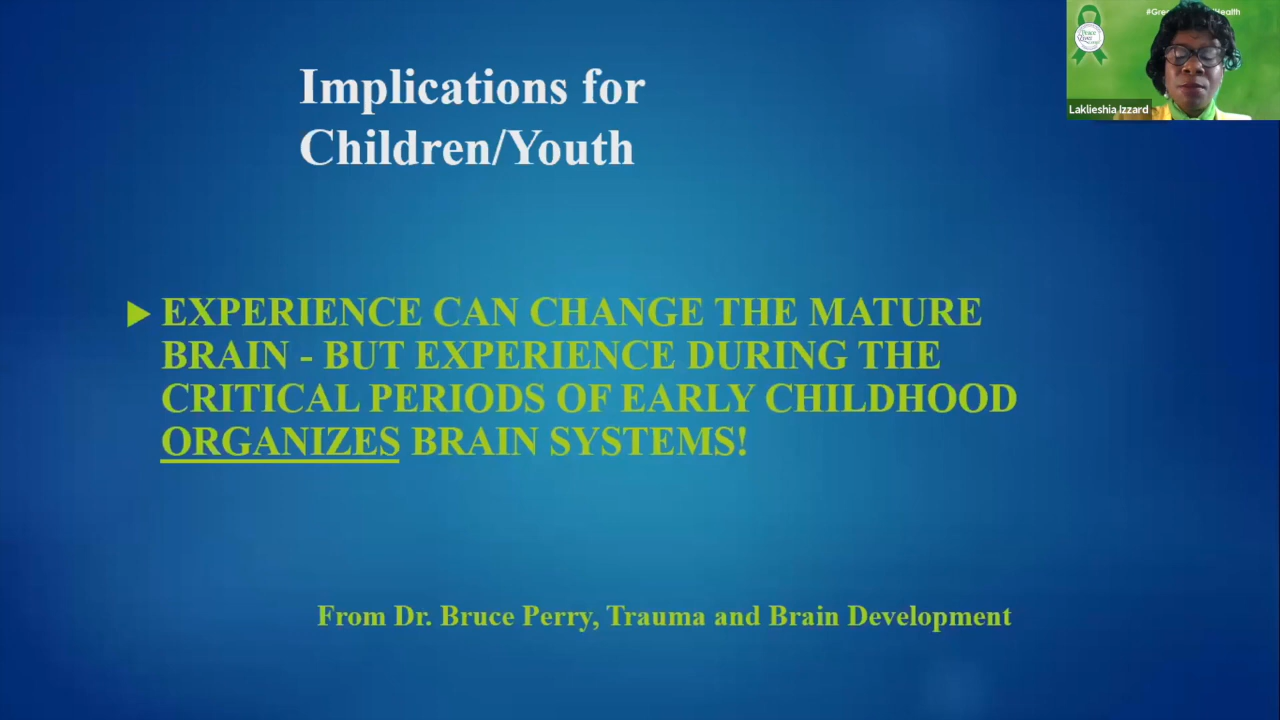 Implications for
Children/Youth
EXPERIENCE CAN CHANGE THE MATURE
BRAIN - BUT EXPERIENCE DURING THE
CRITICAL PERIODS OF EARLY CHILDHOOD
ORGANIZES BRAIN SYSTEMS!
From Dr. Bruce Perry, Trauma and Brain Development
Laklieshia Izzard